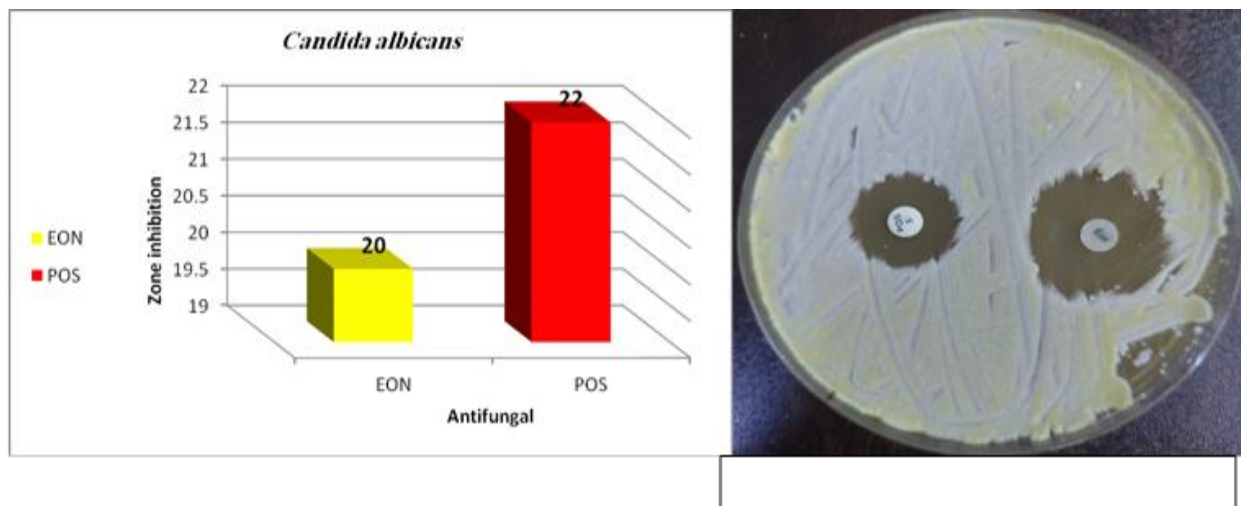 Candida albicans
Zone inhibition
22
21.5
21
20.5
20
19.5
19
20
22
EON
POS
EON
POS
Antifungal